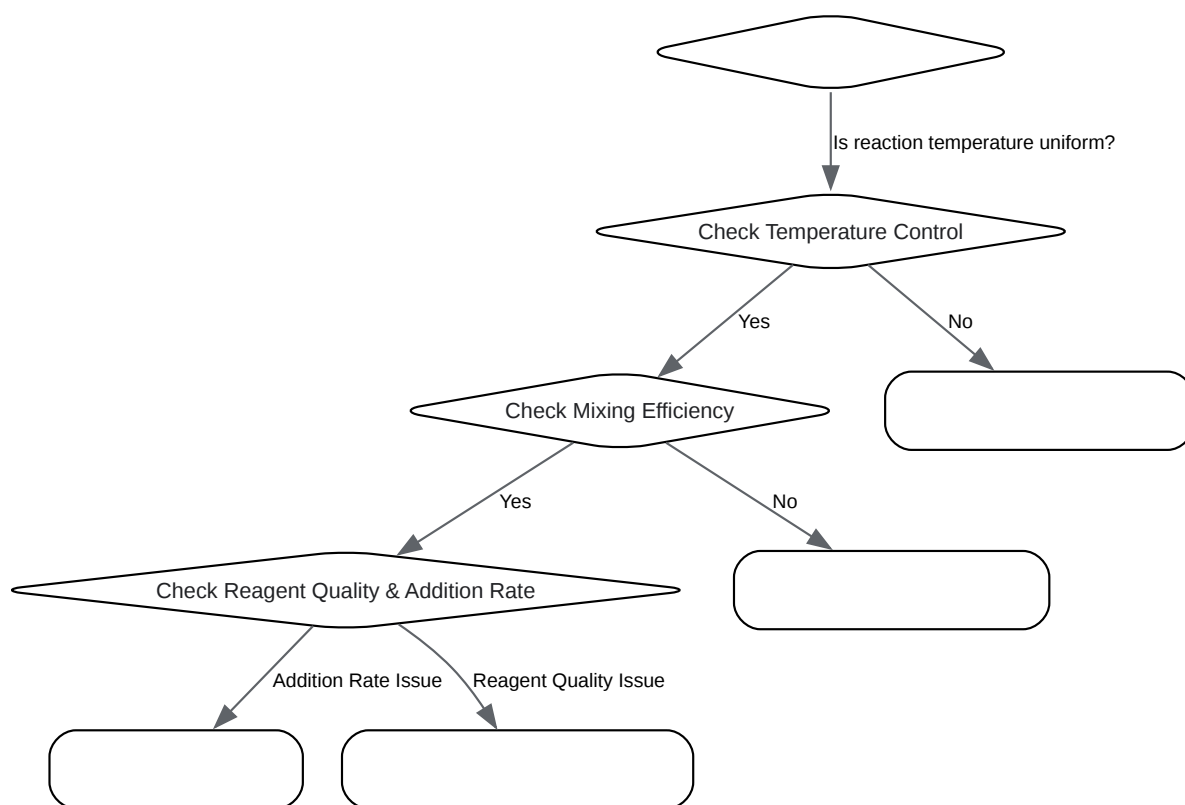 Is reaction temperature uniform?
Check Temperature Control
Yes
No
Check Mixing Efficiency
Yes
No
Check Reagent Quality & Addition Rate
Addition Rate Issue
Reagent Quality Issue